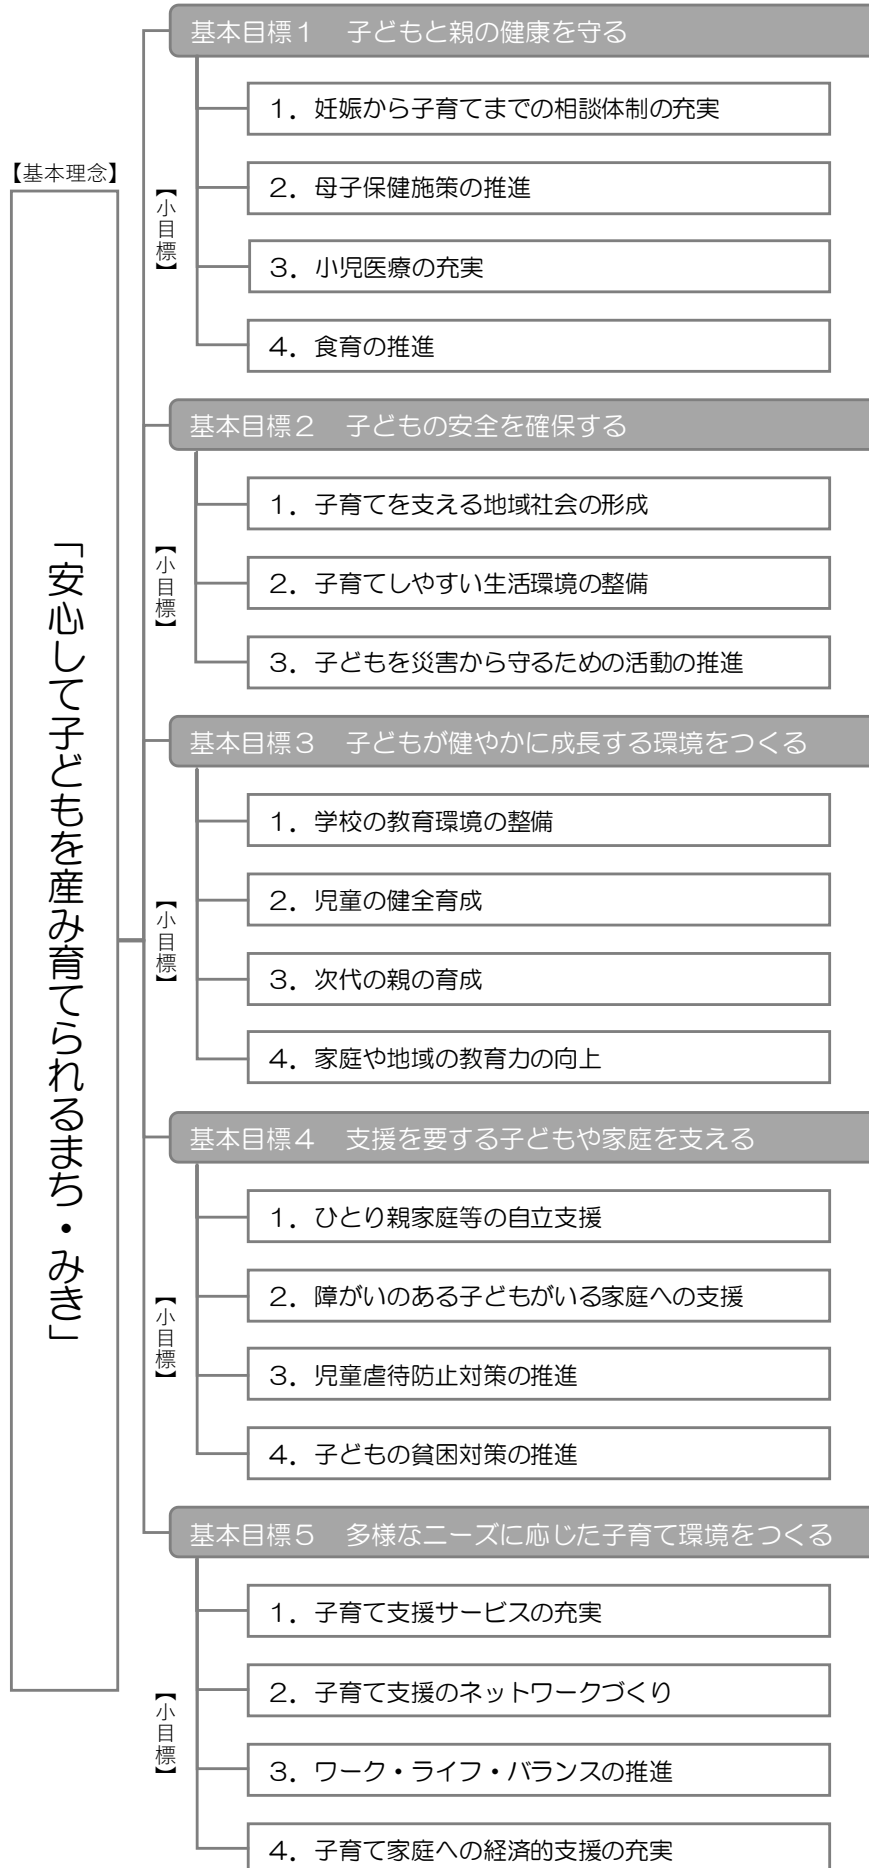 【基本理念】
「安心して子どもを産み育てられるまち・みき」
基本目標１　子どもと親の健康を守る
【小目標】
１．妊娠から子育てまでの相談体制の充実
２．母子保健施策の推進
３．小児医療の充実
４．食育の推進
基本目標２　子どもの安全を確保する
【小目標】
１．子育てを支える地域社会の形成
２．子育てしやすい生活環境の整備
３．子どもを災害から守るための活動の推進
基本目標３　子どもが健やかに成長する環境をつくる
【小目標】
１．学校の教育環境の整備
２．児童の健全育成
３．次代の親の育成
４．家庭や地域の教育力の向上
基本目標４　支援を要する子どもや家庭を支える
【小目標】
１．ひとり親家庭等の自立支援
２．障がいのある子どもがいる家庭への支援
３．児童虐待防止対策の推進
４．子どもの貧困対策の推進
基本目標５　多様なニーズに応じた子育て環境をつくる
【小目標】
１．子育て支援サービスの充実
２．子育て支援のネットワークづくり
３．ワーク・ライフ・バランスの推進
４．子育て家庭への経済的支援の充実